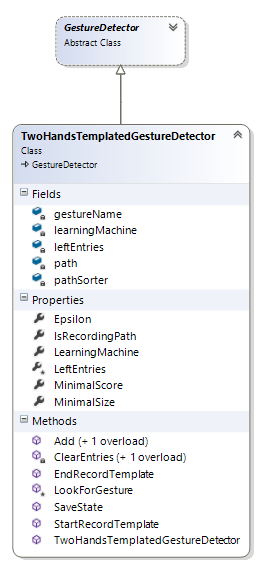 GestureDetector
Abstract Class
TwoHandsTemplatedGestureDetector
Class
GestureDetector
Fields
gestureName
learningMachine
leftEntries
path
pathSorter
Properties
Epsilon
IsRecordingPath
LearningMachine
LeftEntries
MinimalScore
MinimalSize
Methods
Add (+ 1 overload)
ClearEntries (+ 1 overload)
EndRecordTemplate
LookForGesture
SaveState
StartRecordTemplate
TwoHandsTemplatedGestureDetector